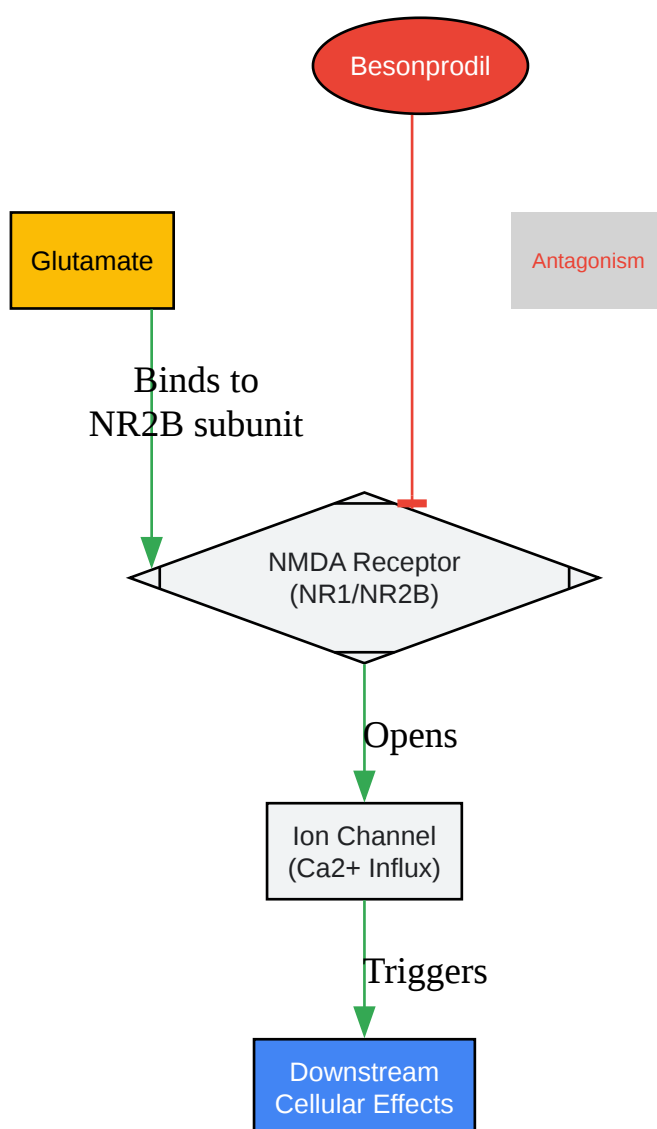 Besonprodil
Glutamate
Antagonism
Binds to
NR2B subunit
NMDA Receptor
(NR1/NR2B)
Opens
Ion Channel
(Ca2+ Influx)
Triggers
Downstream
Cellular Effects